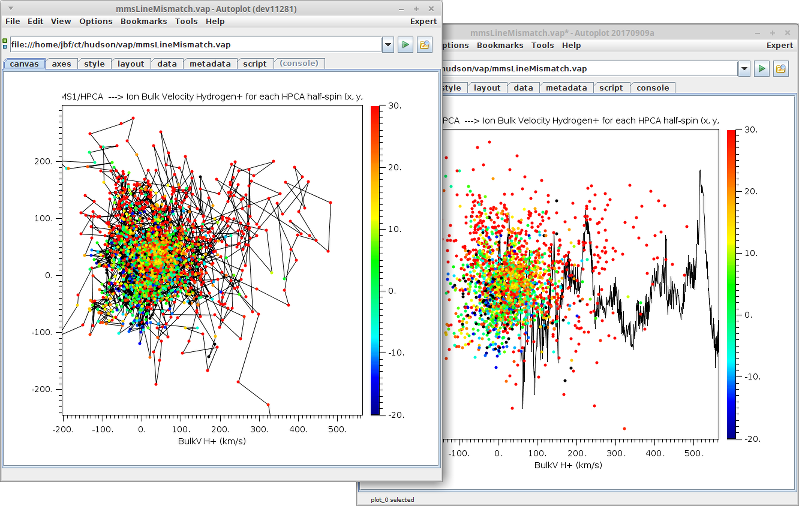 mmsLineMismatch.vap - Autoplot (dev11281)
File Edit View Options Bookmarks Tools Help Expert
file:///home/jbf/ct/hudson/vap/mmsLineMismatch.vap
canvas axes style layout data metadata script (console)
4S1/HPCA ---> Ion Bulk Velocity Hydrogen+ for each HPCA half-spin (x, y,
200.
100.
0.
-100.
-200.
-200. -100. 0. 100. 200. 300. 400. 500.
BulkV H+ (km/s)
30.
20.
10.
0.
-10.
-20.
mmsLineMismatch.vap* - Autoplot 20170909a
ptions Bookmarks Tools Help Expert
hudson/vap/mmsLineMismatch.vap
style layout data metadata script console
PCA ---> Ion Bulk Velocity Hydrogen+ for each HPCA half-spin (x, y,
-100. 0. 100. 200. 300. 400. 500.
BulkV H+ (km/s)
30.
20.
10.
0.
-10.
-20.
plot_0 selected